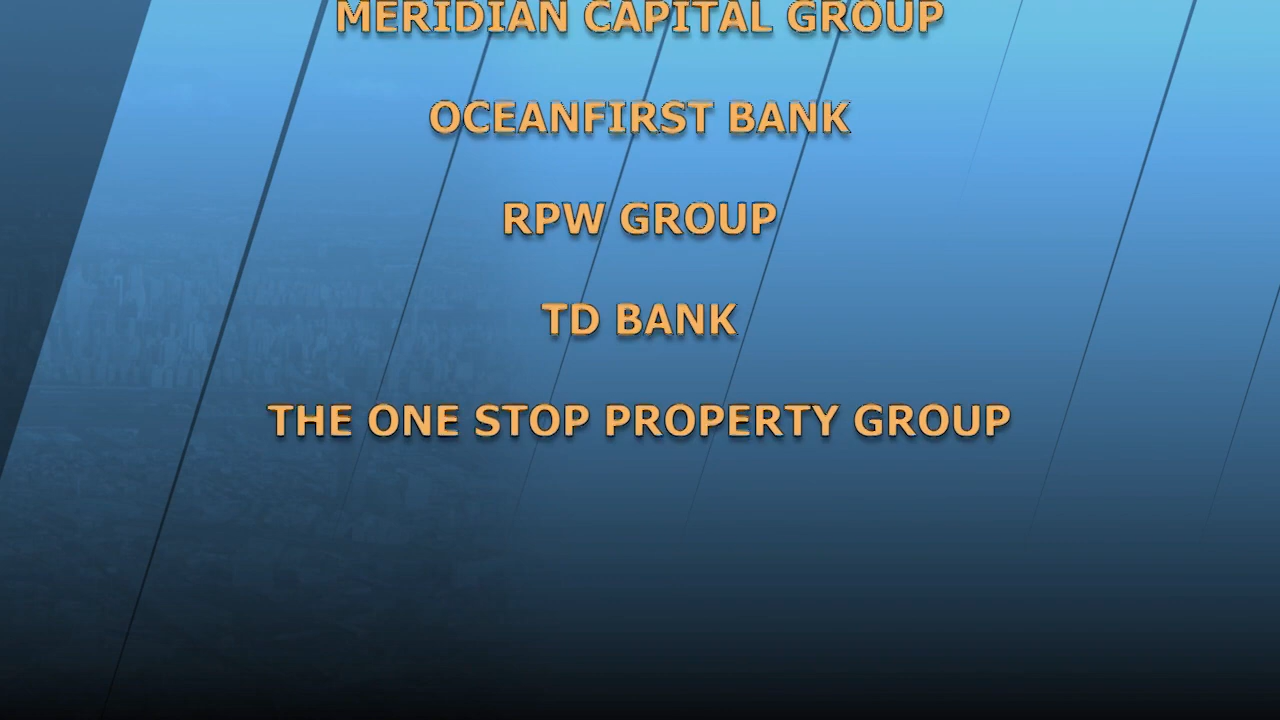 MERIDIAN CAPITAL GROUP
OCEANFIRST BANK
RPW GROUP
TD BANK
THE ONE STOP PROPERTY GROUP